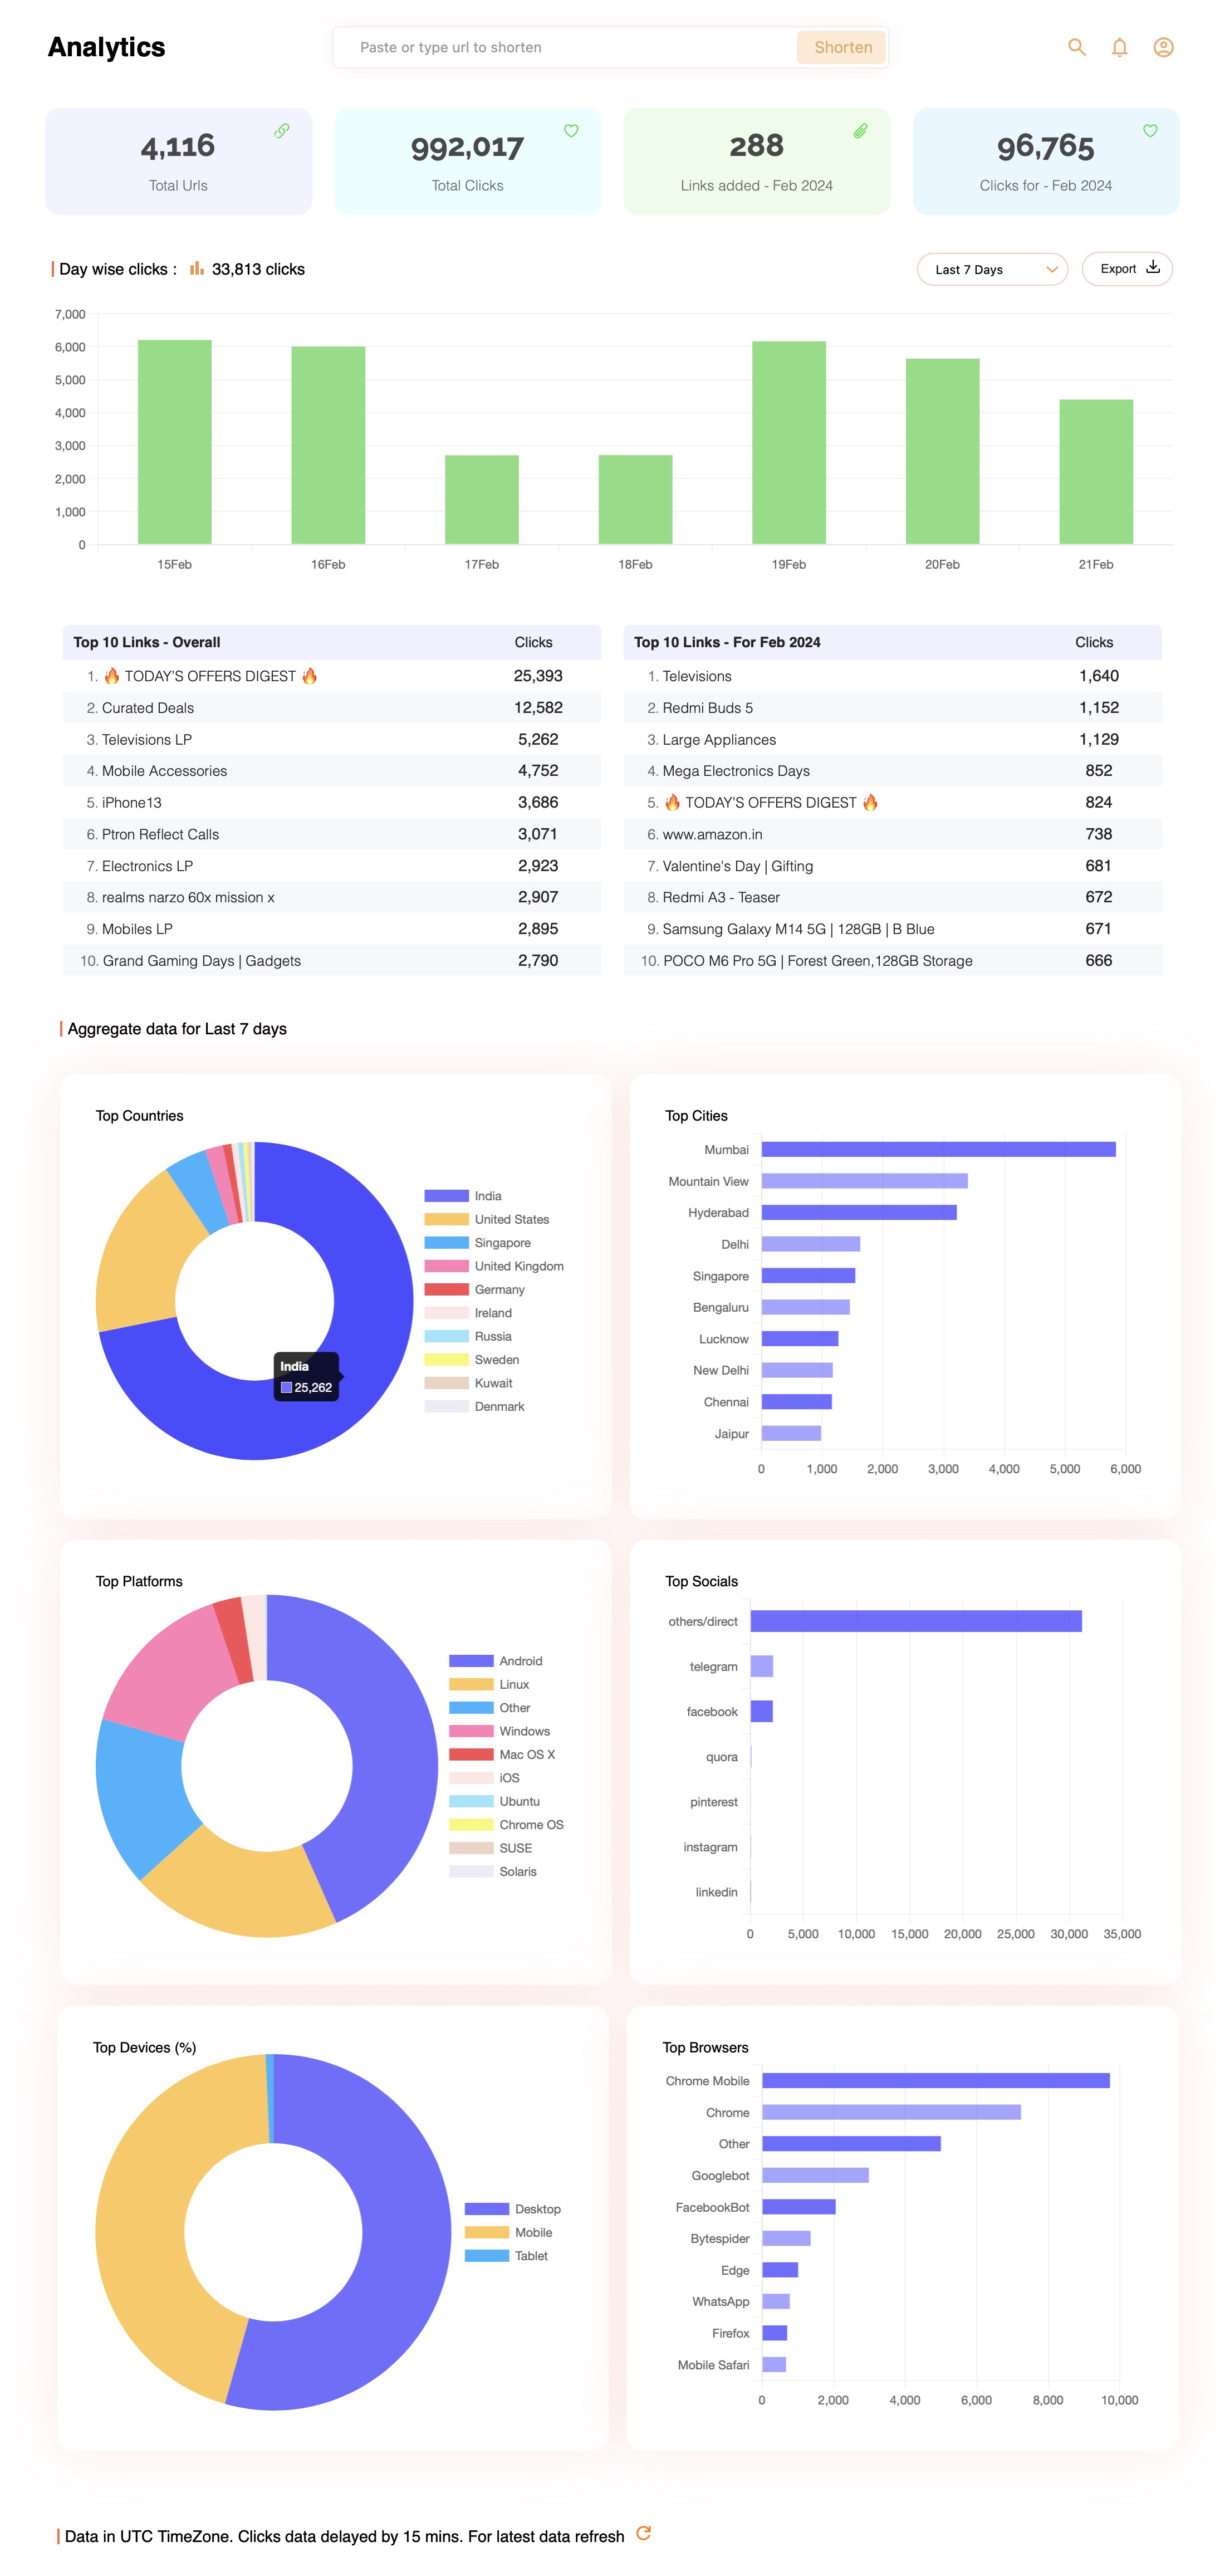 Analytics
Paste or type url to shorten
Shorten
4,116
Total Urls
992,017
Total Clicks
288
Links added - Feb 2024
96,765
Clicks for - Feb 2024
Day wise clicks : 33,813 clicks
Last 7 Days
Export
7,000
6,000
5,000
4,000
3,000
2,000
1,000
0
15Feb 16Feb 17Feb 18Feb 19Feb 20Feb 21Feb
Top 10 Links - Overall Clicks
1. 🔥 TODAY'S OFFERS DIGEST 🔥 25,393
2. Curated Deals 12,582
3. Televisions LP 5,262
4. Mobile Accessories 4,752
5. iPhone13 3,686
6. Ptron Reflect Calls 3,071
7. Electronics LP 2,923
8. realms narzo 60x mission x 2,907
9. Mobiles LP 2,895
10. Grand Gaming Days | Gadgets 2,790
Top 10 Links - For Feb 2024 Clicks
1. Televisions 1,640
2. Redmi Buds 5 1,152
3. Large Appliances 1,129
4. Mega Electronics Days 852
5. 🔥 TODAY'S OFFERS DIGEST 🔥 824
6. www.amazon.in 738
7. Valentine's Day | Gifting 681
8. Redmi A3 - Teaser 672
9. Samsung Galaxy M14 5G | 128GB | B Blue 671
10. POCO M6 Pro 5G | Forest Green,128GB Storage 666
Aggregate data for Last 7 days
Top Countries
India
25,262
India
United States
Singapore
United Kingdom
Germany
Ireland
Russia
Sweden
Kuwait
Denmark
Top Cities
Mumbai
Mountain View
Hyderabad
Delhi
Singapore
Bengaluru
Lucknow
New Delhi
Chennai
Jaipur
0 1,000 2,000 3,000 4,000 5,000 6,000
Top Platforms
Android
Linux
Other
Windows
Mac OS X
iOS
Ubuntu
Chrome OS
SUSE
Solaris
Top Socials
others/direct
telegram
facebook
quora
pinterest
instagram
linkedin
0 5,000 10,000 15,000 20,000 25,000 30,000 35,000
Top Devices (%)
Desktop
Mobile
Tablet
Top Browsers
Chrome Mobile
Chrome
Other
Googlebot
FacebookBot
Bytespider
Edge
WhatsApp
Firefox
Mobile Safari
0 2,000 4,000 6,000 8,000 10,000
Data in UTC TimeZone. Clicks data delayed by 15 mins. For latest data refresh